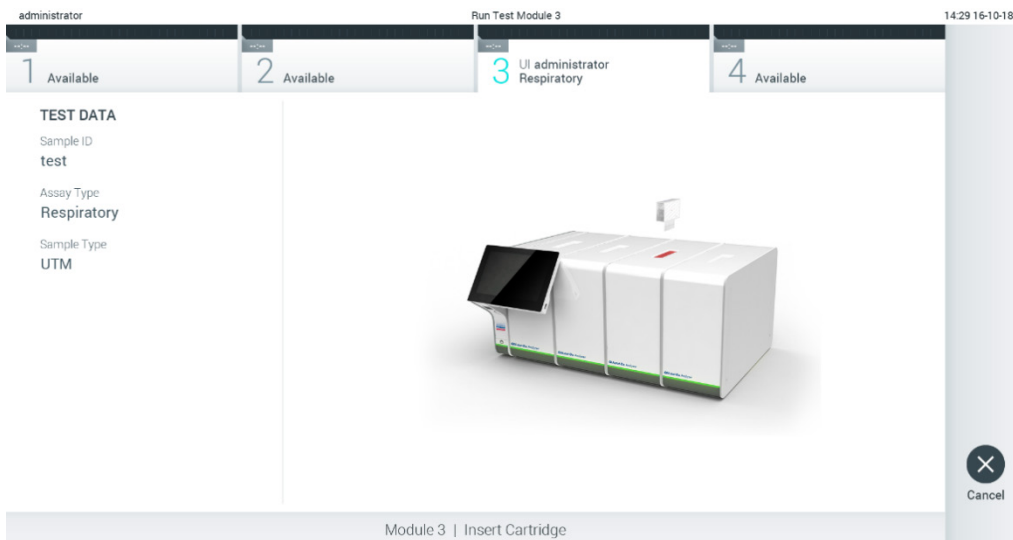 administrator
Run Test Module 3
14:29 16-10-18
--:--
1 Available
--:--
2 Available
--:--
3 UI administrator
Respiratory
--:--
4 Available
TEST DATA
Sample ID
test
Assay Type
Respiratory
Sample Type
UTM
Cancel
Module 3 | Insert Cartridge